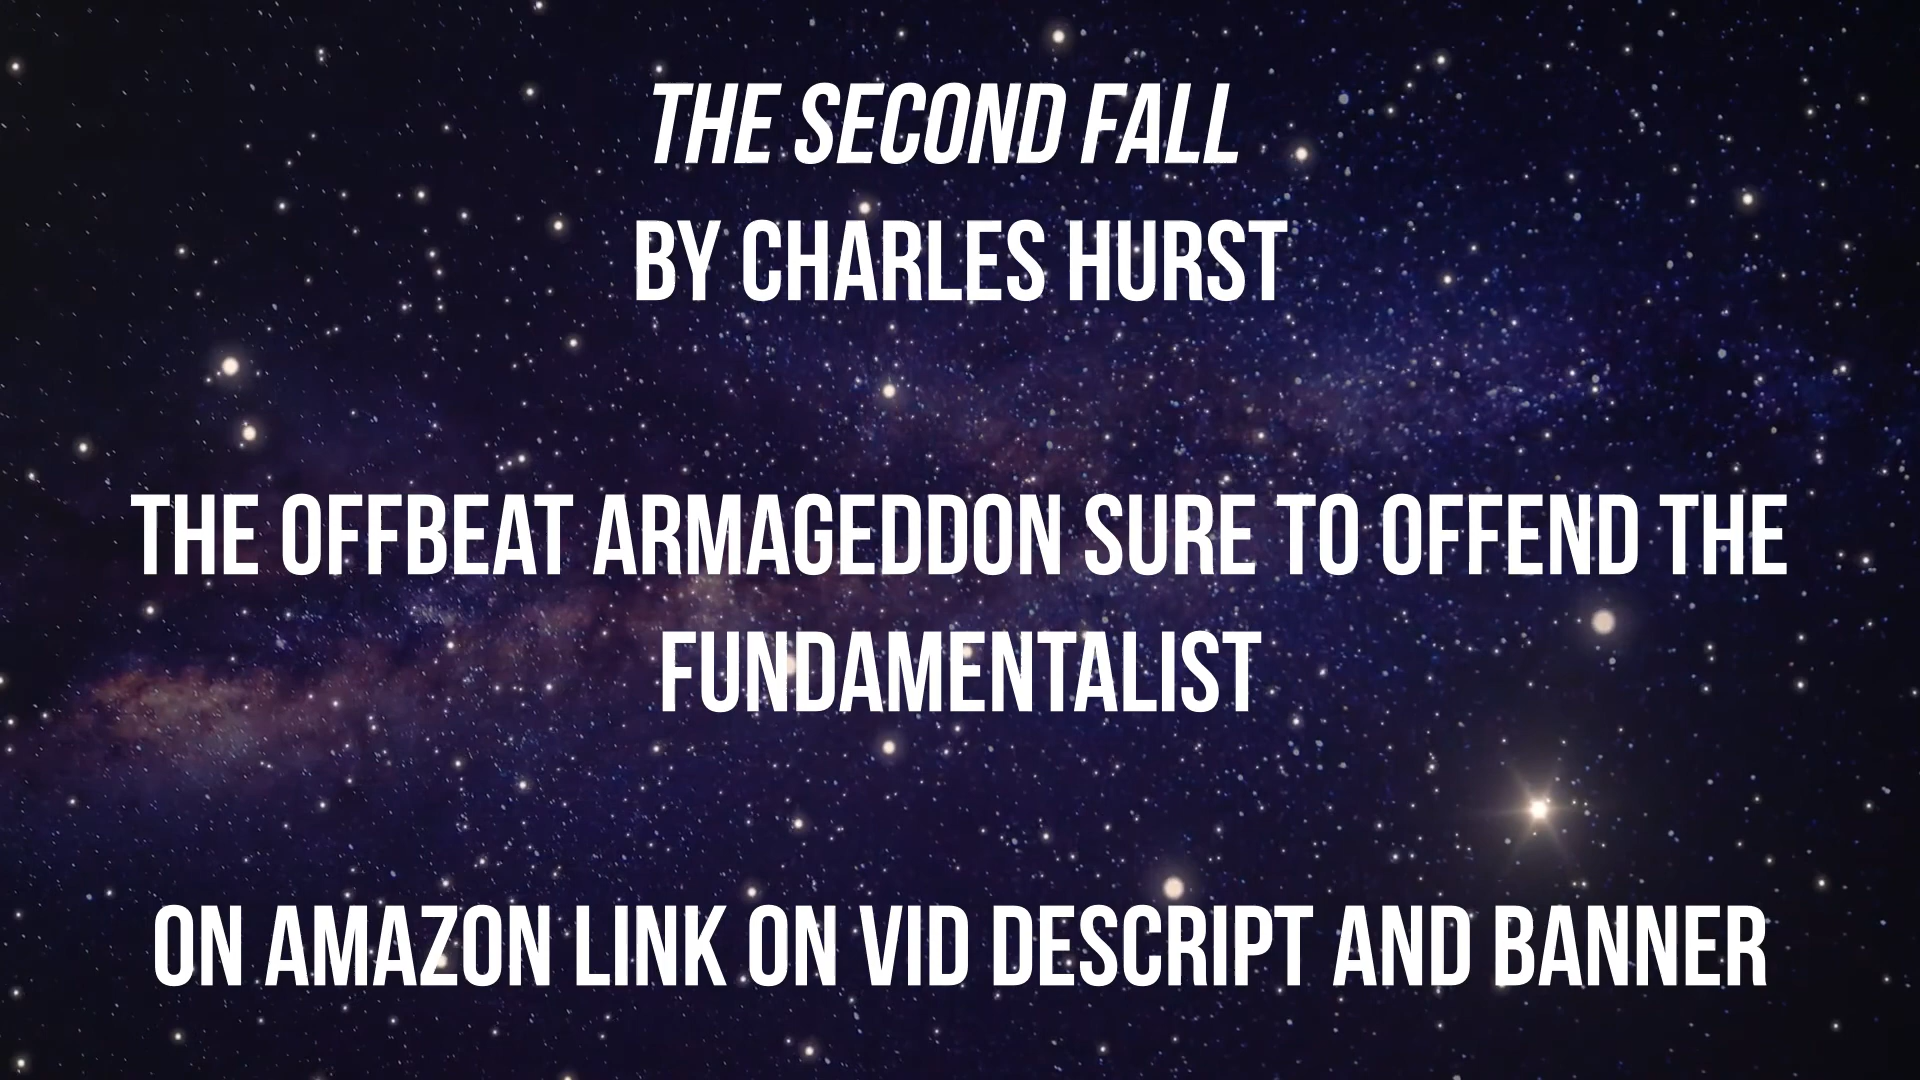 THE SECOND FALL
BY CHARLES HURST
THE OFFBEAT ARMAGEDDON SURE TO OFFEND THE
FUNDAMENTALIST
ON AMAZON LINK ON VID DESCRIPT AND BANNER